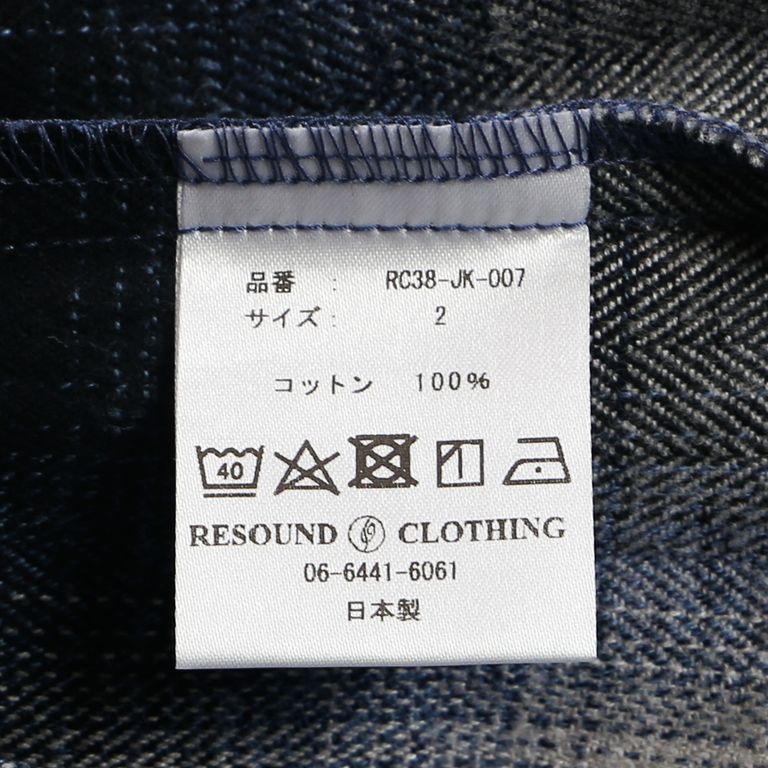 品番 : RC38-JK-007
サイズ : 2
コットン 100%
40
RESOUND CLOTHING
06-6441-6061
日本製